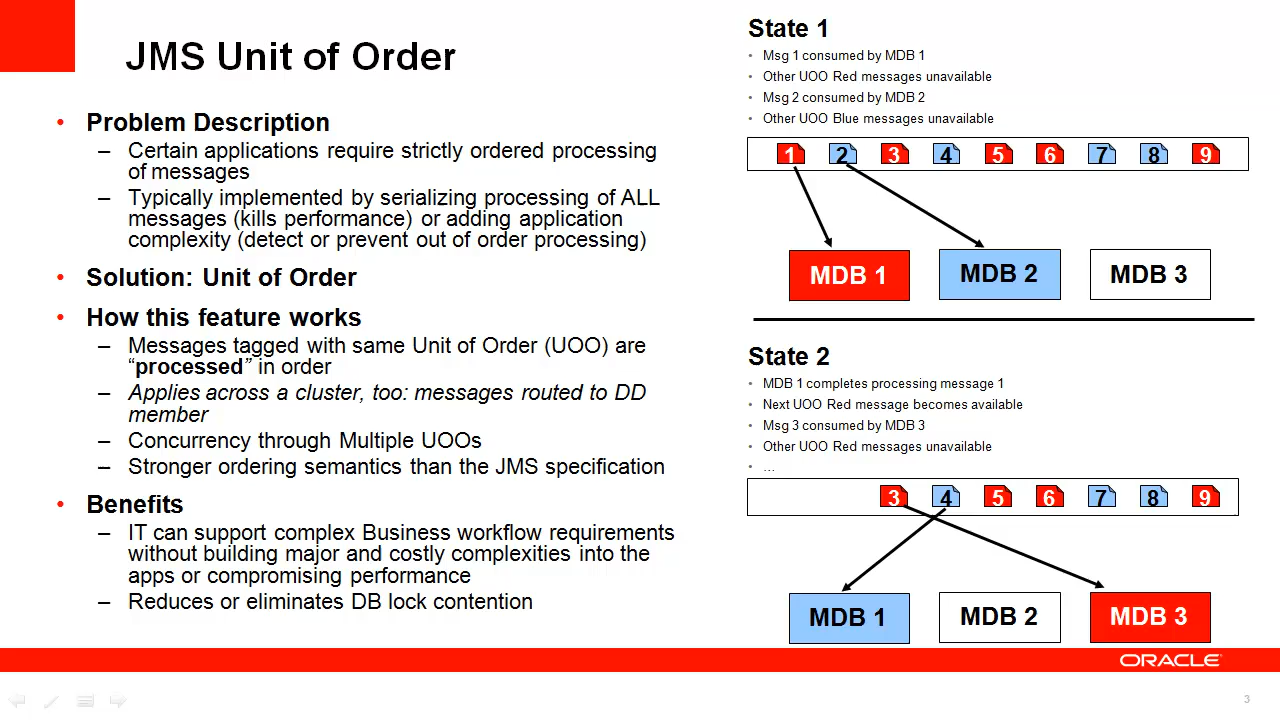 JMS Unit of Order
• Problem Description
– Certain applications require strictly ordered processing
of messages
– Typically implemented by serializing processing of ALL
messages (kills performance) or adding application
complexity (detect or prevent out of order processing)
• Solution: Unit of Order
• How this feature works
– Messages tagged with same Unit of Order (UOO) are
“processed” in order
– Applies across a cluster, too: messages routed to DD
member
– Concurrency through Multiple UOOs
– Stronger ordering semantics than the JMS specification
• Benefits
– IT can support complex Business workflow requirements
without building major and costly complexities into the
apps or compromising performance
– Reduces or eliminates DB lock contention
State 1
• Msg 1 consumed by MDB 1
• Other UOO Red messages unavailable
• Msg 2 consumed by MDB 2
• Other UOO Blue messages unavailable
1 2 3 4 5 6 7 8 9
MDB 1 MDB 2 MDB 3
State 2
• MDB 1 completes processing message 1
• Next UOO Red message becomes available
• Msg 3 consumed by MDB 3
• Other UOO Red messages unavailable
• ...
3 4 5 6 7 8 9
MDB 1 MDB 2 MDB 3
ORACLE
3